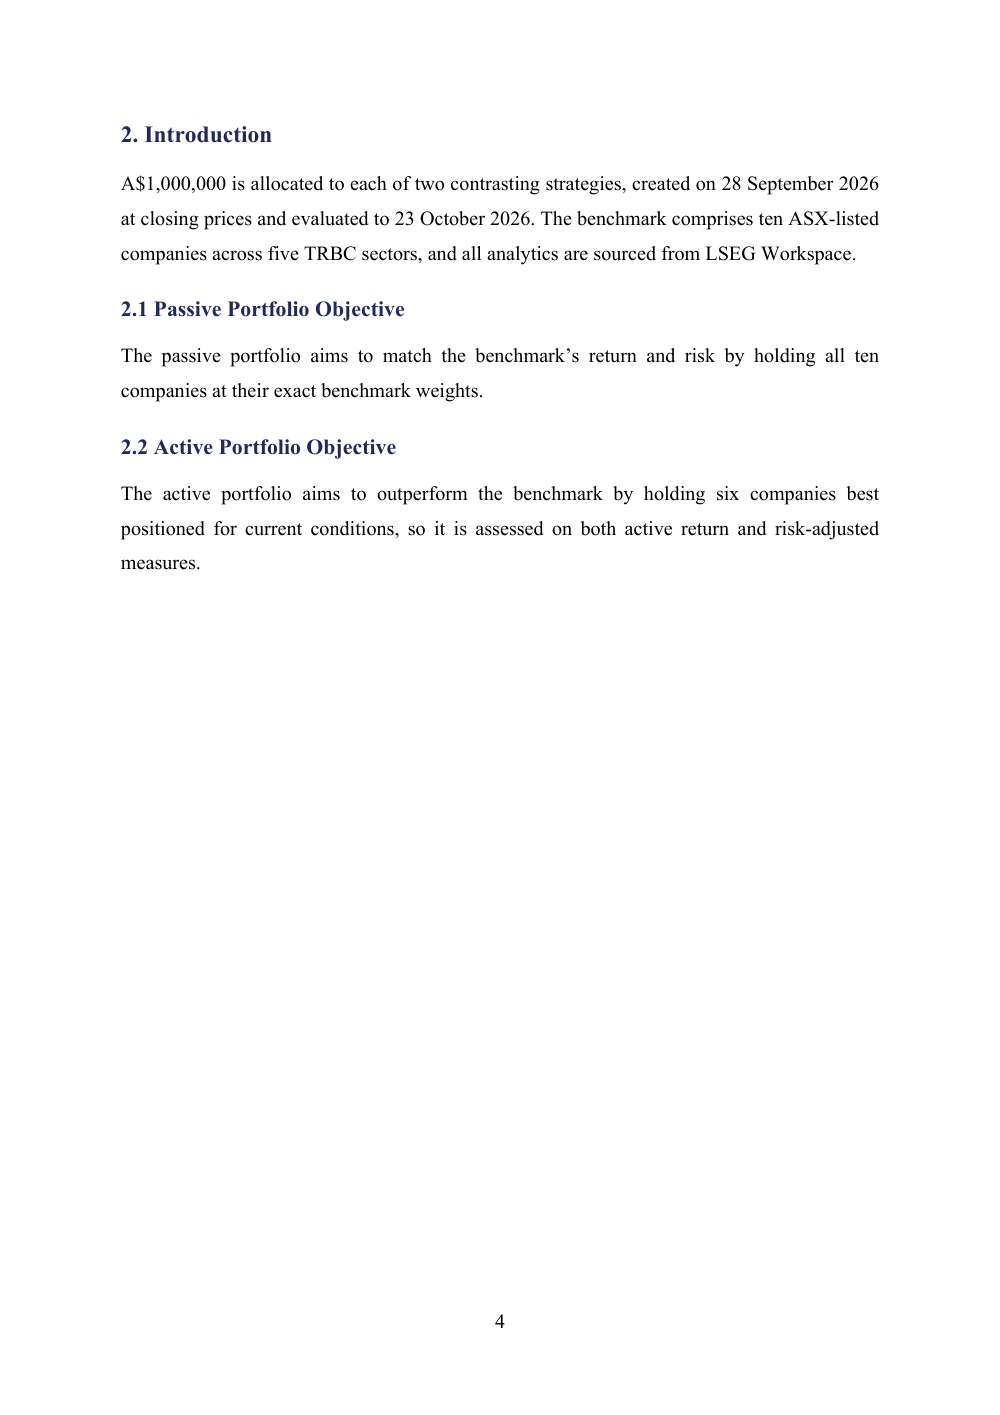 2. Introduction
A$1,000,000 is allocated to each of two contrasting strategies, created on 28 September 2026
at closing prices and evaluated to 23 October 2026. The benchmark comprises ten ASX-listed
companies across five TRBC sectors, and all analytics are sourced from LSEG Workspace.
2.1 Passive Portfolio Objective
The passive portfolio aims to match the benchmark’s return and risk by holding all ten
companies at their exact benchmark weights.
2.2 Active Portfolio Objective
The active portfolio aims to outperform the benchmark by holding six companies best
positioned for current conditions, so it is assessed on both active return and risk-adjusted
measures.
4